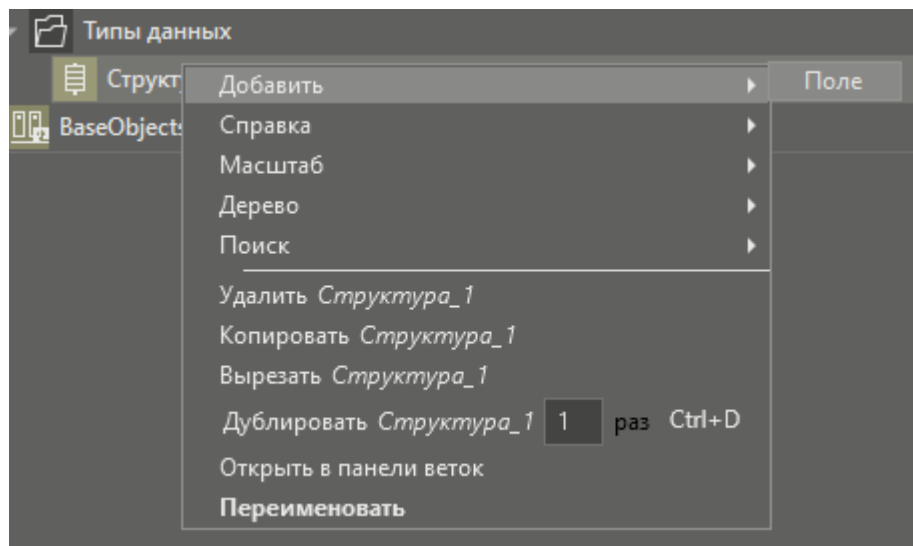 Типы данных
Структ
Добавить
Поле
BaseObjects
Справка
Масштаб
Дерево
Поиск
Удалить Структура_1
Копировать Структура_1
Вырезать Структура_1
Дублировать Структура_1 1 раз Ctrl+D
Открыть в панели веток
Переименовать